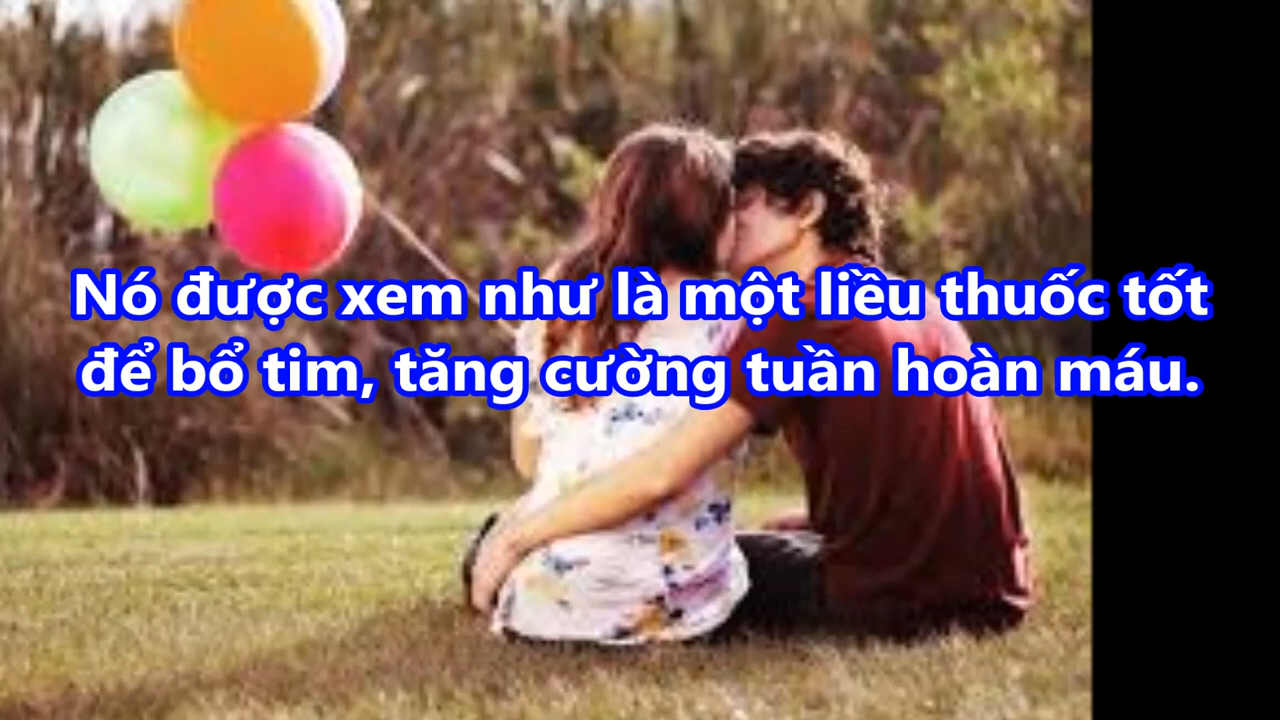 Nó được xem như là một liều thuốc tốt
để bổ tim, tăng cường tuần hoàn máu.